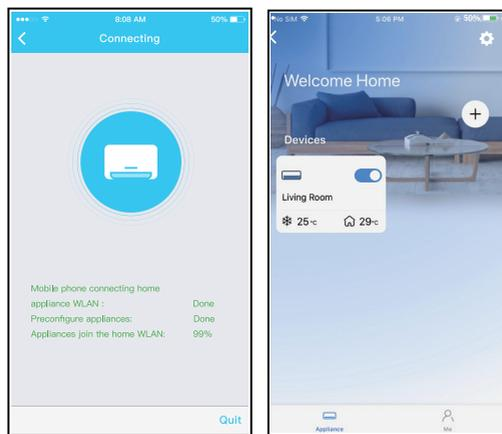 8:08 AM
50%
Connecting
Mobile phone connecting home
appliance WLAN : Done
Preconfigure appliances: Done
Appliances join the home WLAN: 99%
Quit
No SIM
5:06 PM
50%
Welcome Home
+
Devices
Living Room
25°C 29°C
Appliance
Me